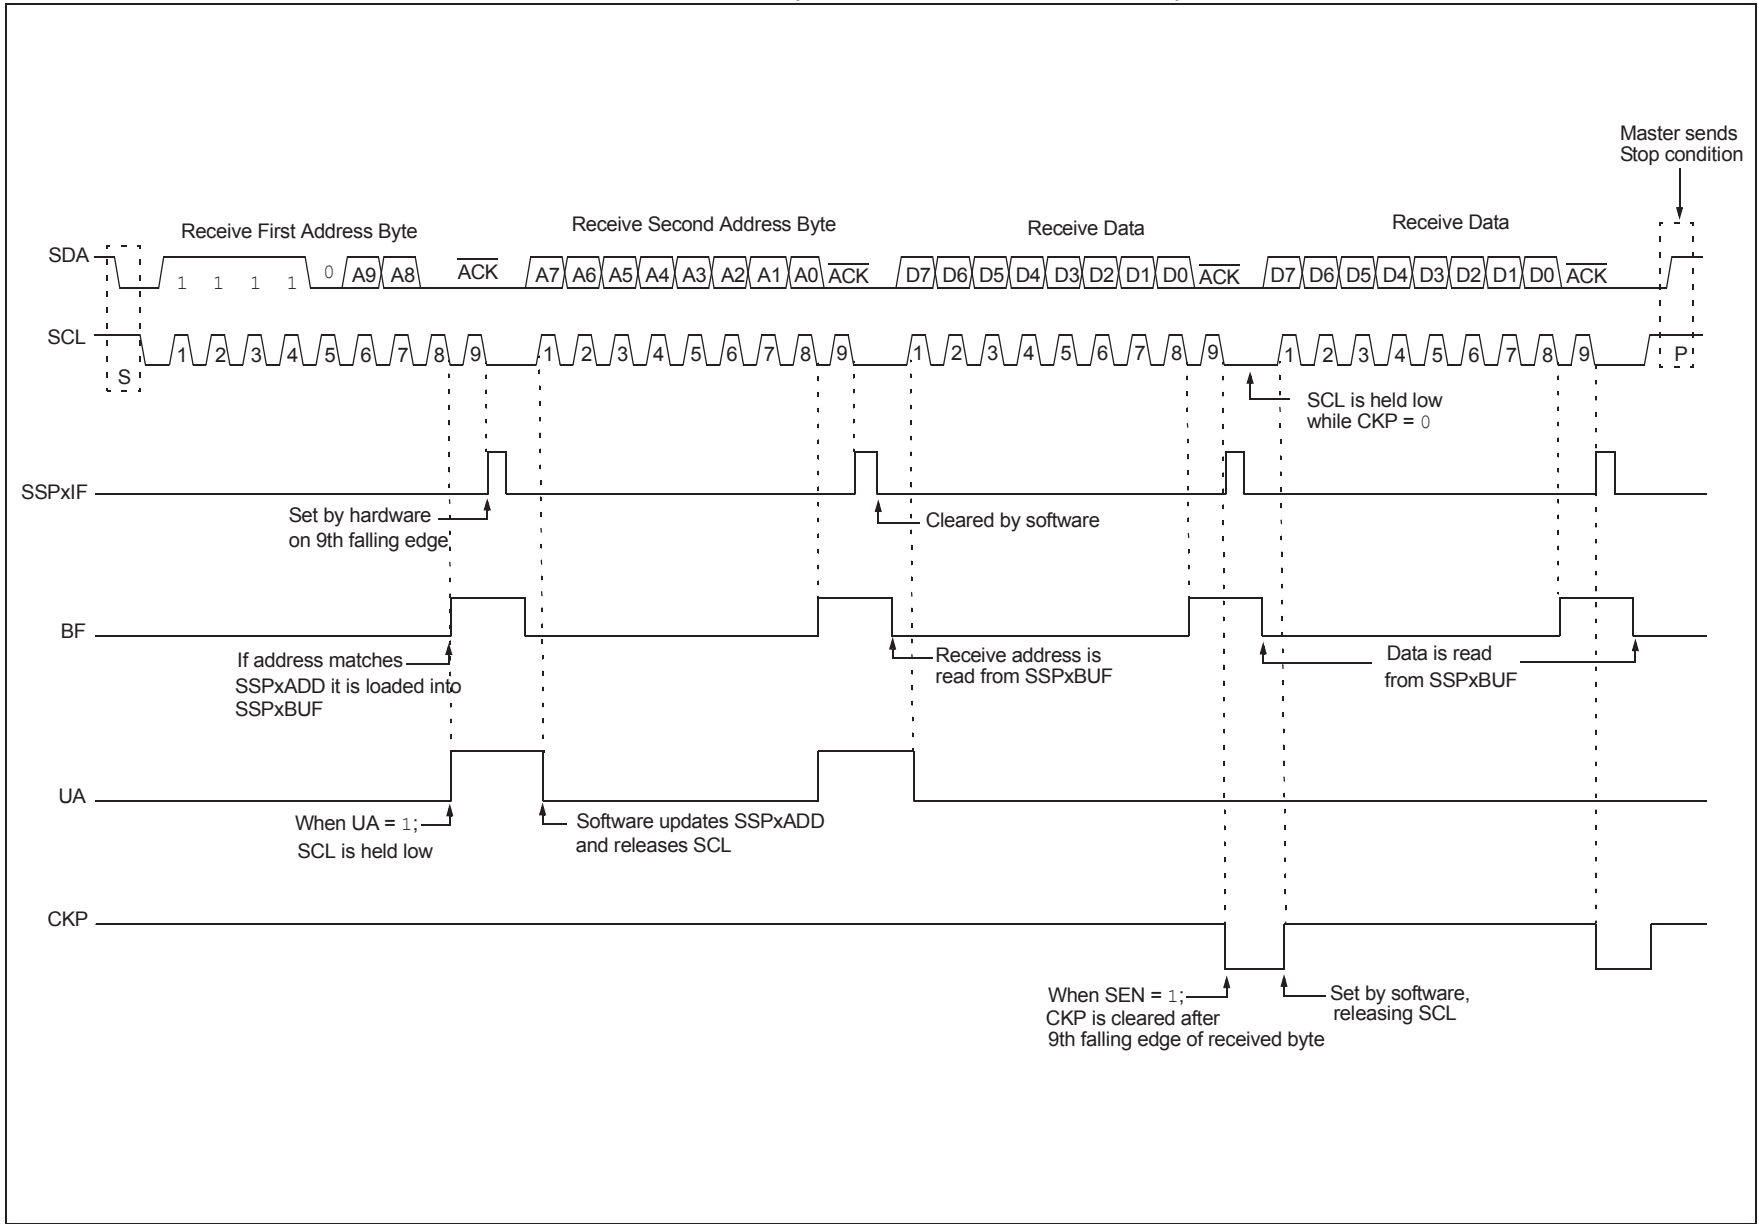 Master sends
Stop condition
Receive First Address Byte
Receive Second Address Byte
Receive Data
Receive Data
SDA
1 1 1 1 0 A9 A8 ACK A7 A6 A5 A4 A3 A2 A1 A0 ACK D7 D6 D5 D4 D3 D2 D1 D0 ACK D7 D6 D5 D4 D3 D2 D1 D0 ACK
SCL
S 1 2 3 4 5 6 7 8 9 1 2 3 4 5 6 7 8 9 1 2 3 4 5 6 7 8 9 1 2 3 4 5 6 7 8 9 P
SCL is held low
while CKP = 0
SSPxIF
Set by hardware
on 9th falling edge
Cleared by software
BF
If address matches
SSPxADD it is loaded into
SSPxBUF
Receive address is
read from SSPxBUF
Data is read
from SSPxBUF
UA
When UA = 1;
SCL is held low
Software updates SSPxADD
and releases SCL
CKP
When SEN = 1;
CKP is cleared after
9th falling edge of received byte
Set by software,
releasing SCL